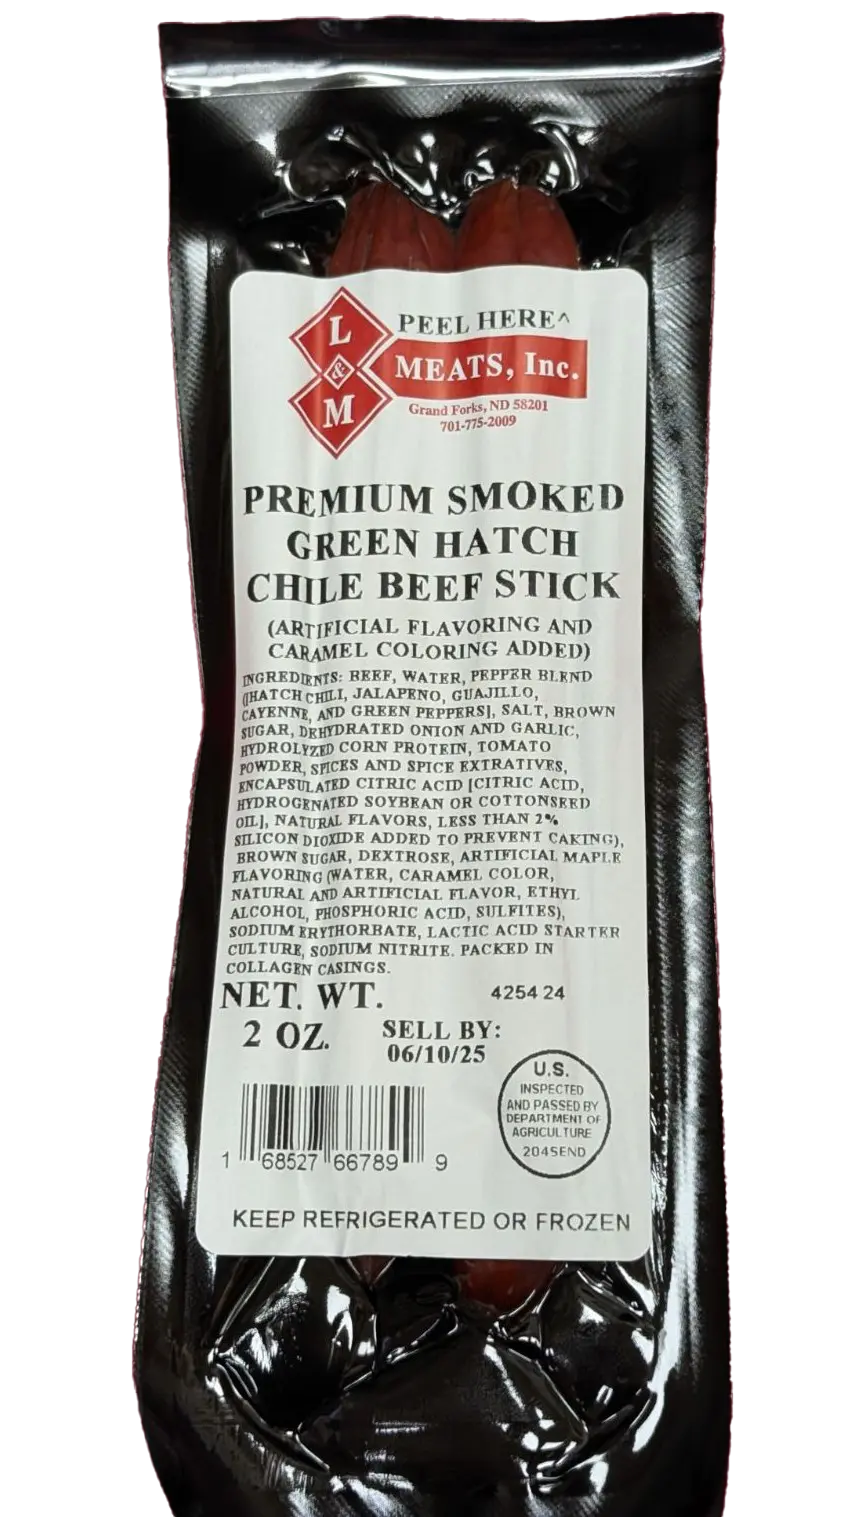 L
&
M
PEEL HERE^
MEATS, Inc.
Grand Forks, ND 58201
701-775-2009
PREMIUM SMOKED
GREEN HATCH
CHILE BEEF STICK
(ARTIFICIAL FLAVORING AND
CARAMEL COLORING ADDED)
INGREDIENTS: BEEF, WATER, PEPPER BLEND
([HATCH CHILI, JALAPENO, GUAJILLO,
CAYENNE, AND GREEN PEPPERS], SALT, BROWN
SUGAR, DEHYDRATED ONION AND GARLIC,
HYDROLYZED CORN PROTEIN, TOMATO
POWDER, SPICES AND SPICE EXTRATIVES,
ENCAPSULATED CITRIC ACID [CITRIC ACID,
HYDROGENATED SOYBEAN OR COTTONSEED
OIL], NATURAL FLAVORS, LESS THAN 2%
SILICON DIOXIDE ADDED TO PREVENT CAKING),
BROWN SUGAR, DEXTROSE, ARTIFICIAL MAPLE
FLAVORING (WATER, CARAMEL COLOR,
NATURAL AND ARTIFICIAL FLAVOR, ETHYL
ALCOHOL, PHOSPHORIC ACID, SULFITES),
SODIUM ERYTHORBATE, LACTIC ACID STARTER
CULTURE, SODIUM NITRITE. PACKED IN
COLLAGEN CASINGS.
NET. WT.
2 OZ.
4254 24
SELL BY:
06/10/25
U.S.
INSPECTED
AND PASSED BY
DEPARTMENT OF
AGRICULTURE
204SEND
1 68527 66789 9
KEEP REFRIGERATED OR FROZEN